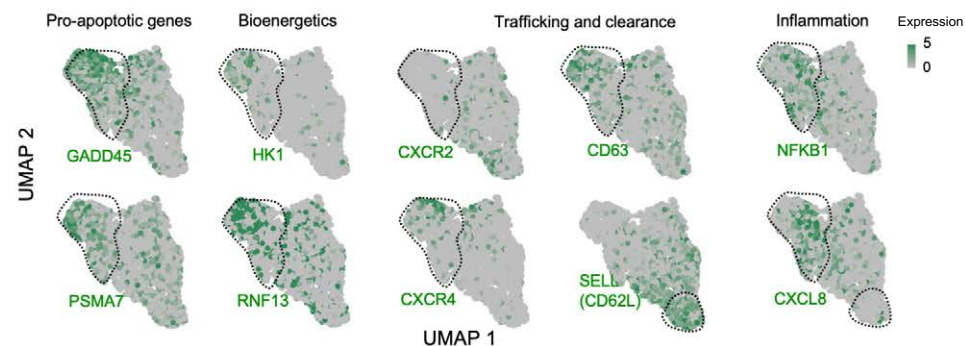 Pro-apoptotic genes
Bioenergetics
Trafficking and clearance
Inflammation
Expression
5
0
UMAP 2
GADD45
HK1
CXCR2
CD63
NFKB1
PSMA7
RNF13
CXCR4
SELL
(CD62L)
CXCL8
UMAP 1